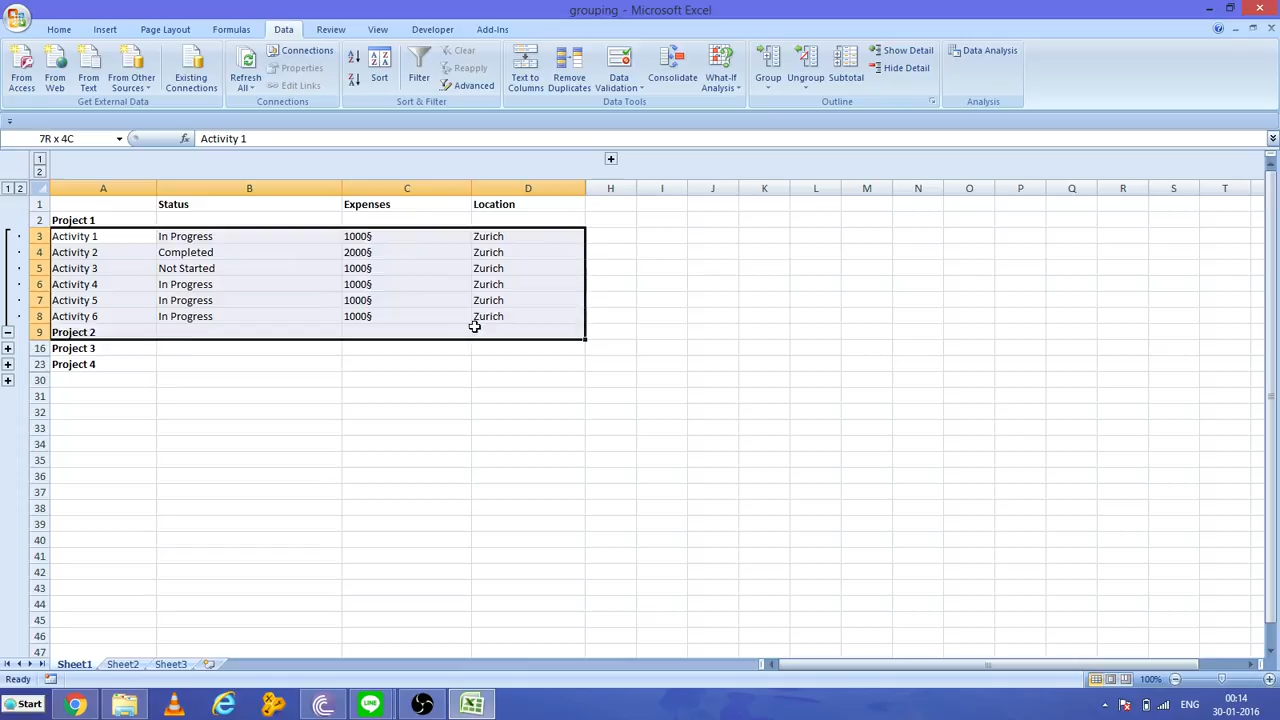 grouping - Microsoft Excel
Home Insert Page Layout Formulas Data Review View Developer Add-Ins
From Access
From Web
From Text
From Other Sources
Existing Connections
Get External Data
Refresh All
Connections
Properties
Edit Links
Connections
Sort
Filter
Clear
Reapply
Advanced
Sort & Filter
Text to Columns
Remove Duplicates
Data Validation
Consolidate
What-If Analysis
Data Tools
Group
Ungroup
Subtotal
Show Detail
Hide Detail
Outline
Data Analysis
Analysis
7R x 4C fx Activity 1
1
2
1 2 A B C D H I J K L M N O P Q R S T
1 Status Expenses Location
2 Project 1
3 Activity 1 In Progress 1000§ Zurich
4 Activity 2 Completed 2000§ Zurich
5 Activity 3 Not Started 1000§ Zurich
6 Activity 4 In Progress 1000§ Zurich
7 Activity 5 In Progress 1000§ Zurich
8 Activity 6 In Progress 1000§ Zurich
9 Project 2
16 Project 3
23 Project 4
30
31
32
33
34
35
36
37
38
39
40
41
42
43
44
45
46
47
Sheet1 Sheet2 Sheet3
Ready 100%
Start ENG 00:14
30-01-2016